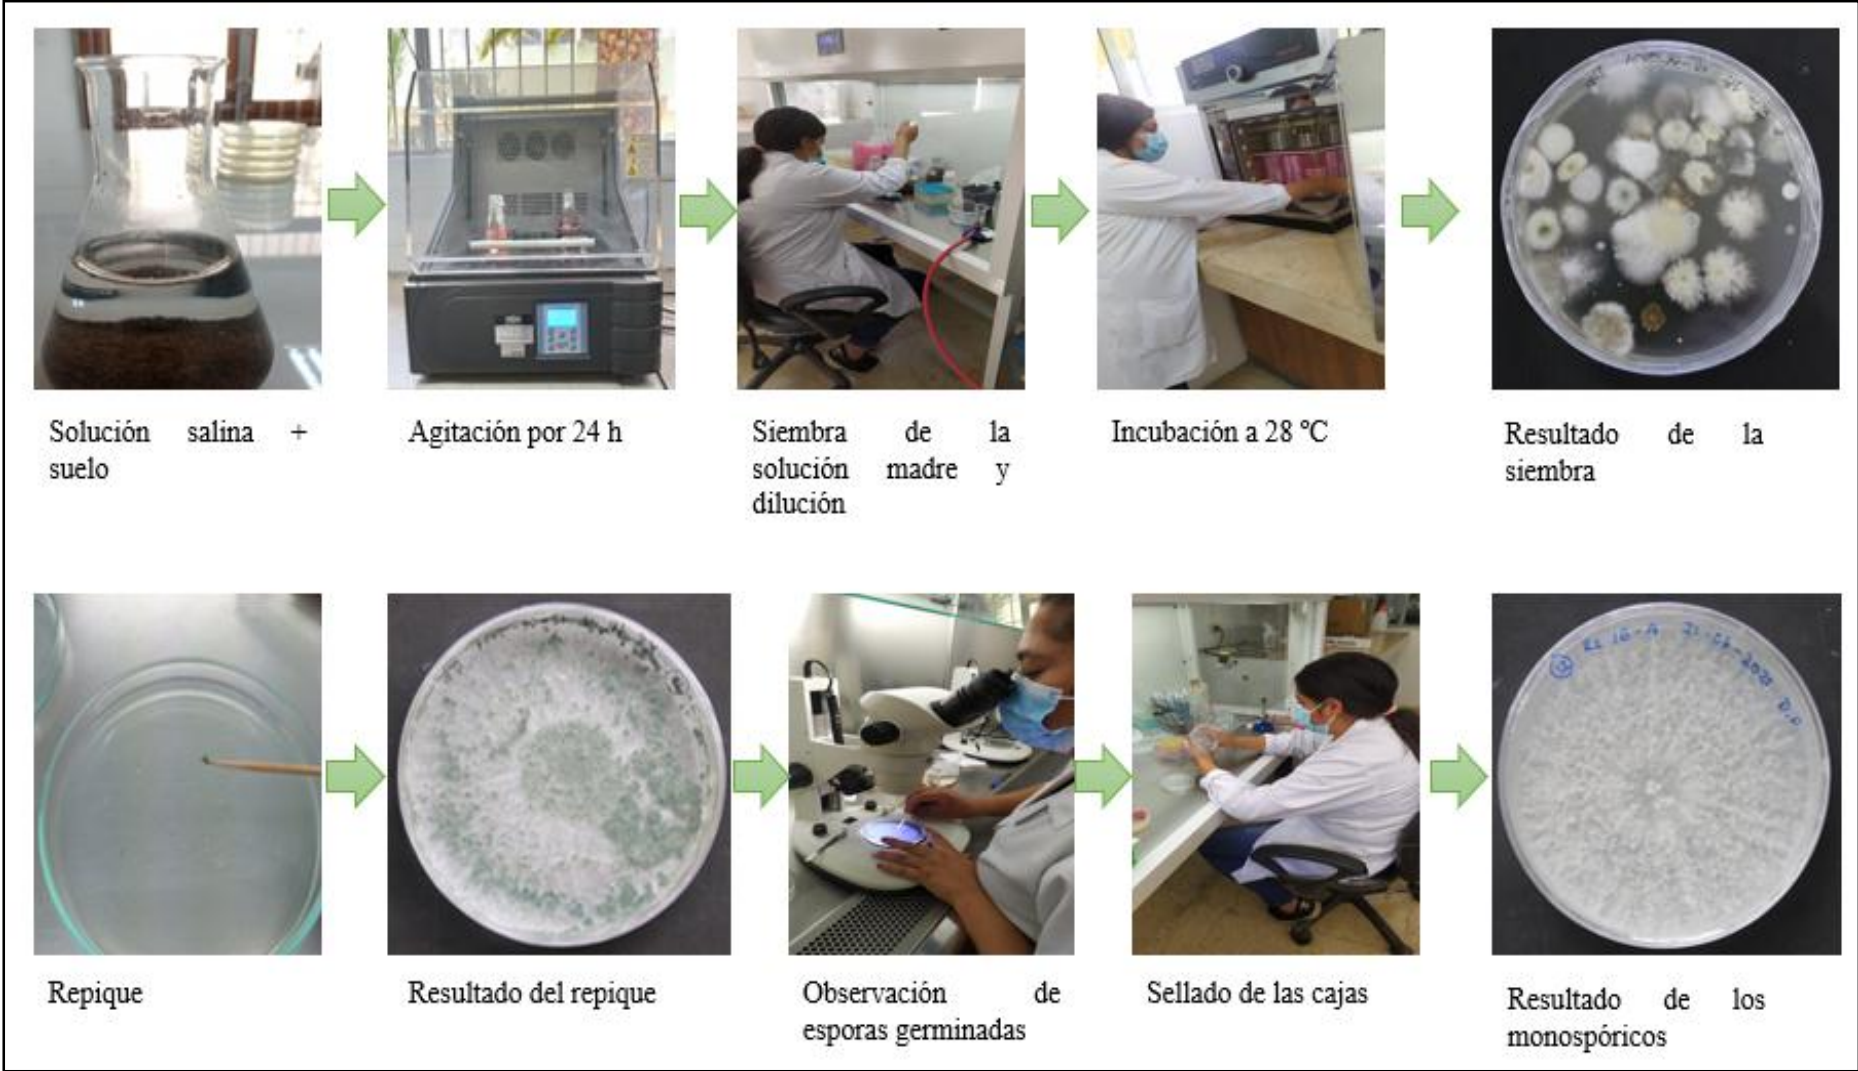 Solución salina +
suelo
Agitación por 24 h
Siembra de la
solución madre y
dilución
Incubación a 28 °C
Resultado de la
siembra
Repique
Resultado del repique
Observación de
esporas germinadas
Sellado de las cajas
Resultado de los
monospóricos